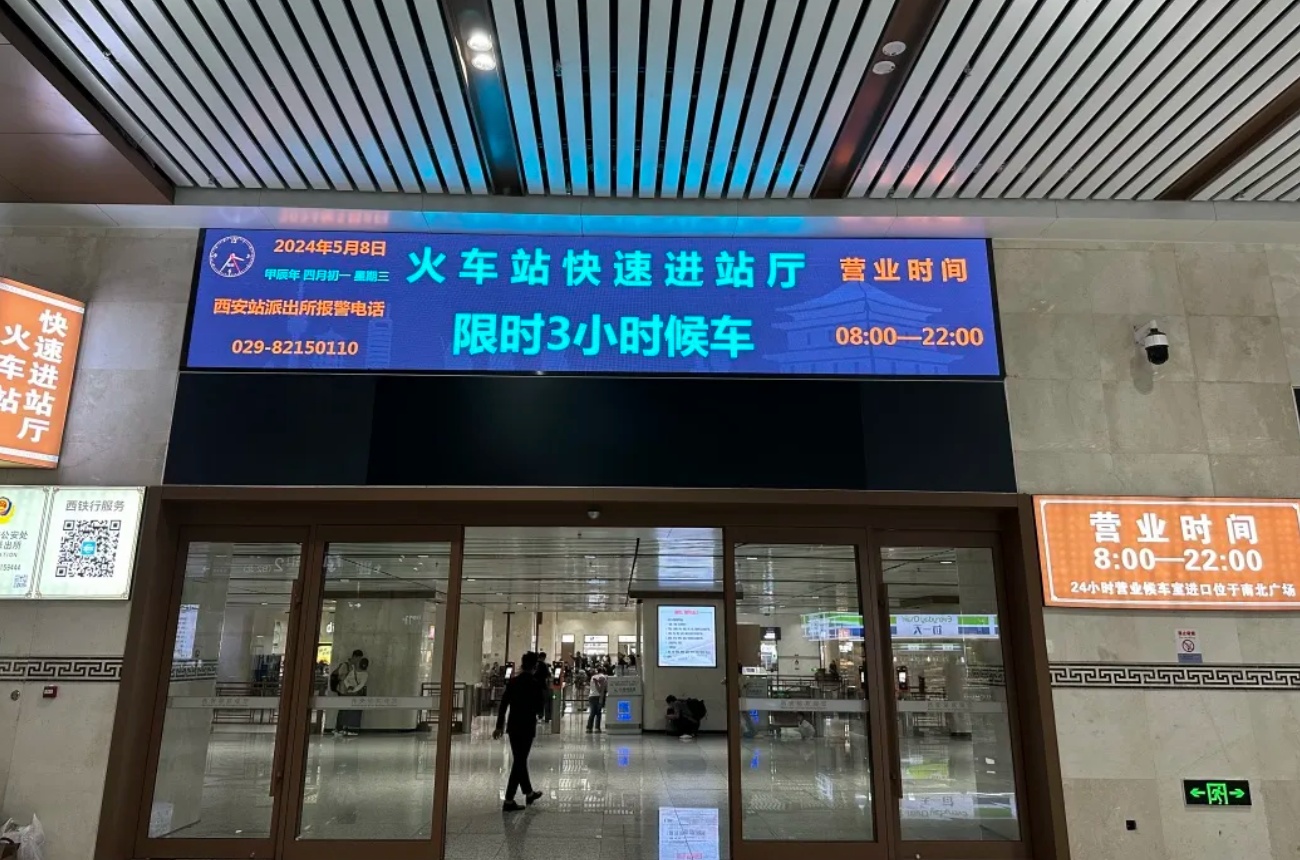 2024年5月8日
甲辰年 四月初一 星期三
西安站派出所报警电话
029-82150110
火车站快速进站厅
限时3小时候车
营业时间
08:00—22:00
快速进站厅
火车站
西铁行服务
营业时间
8:00—22:00
24小时营业候车室进口位于南北广场